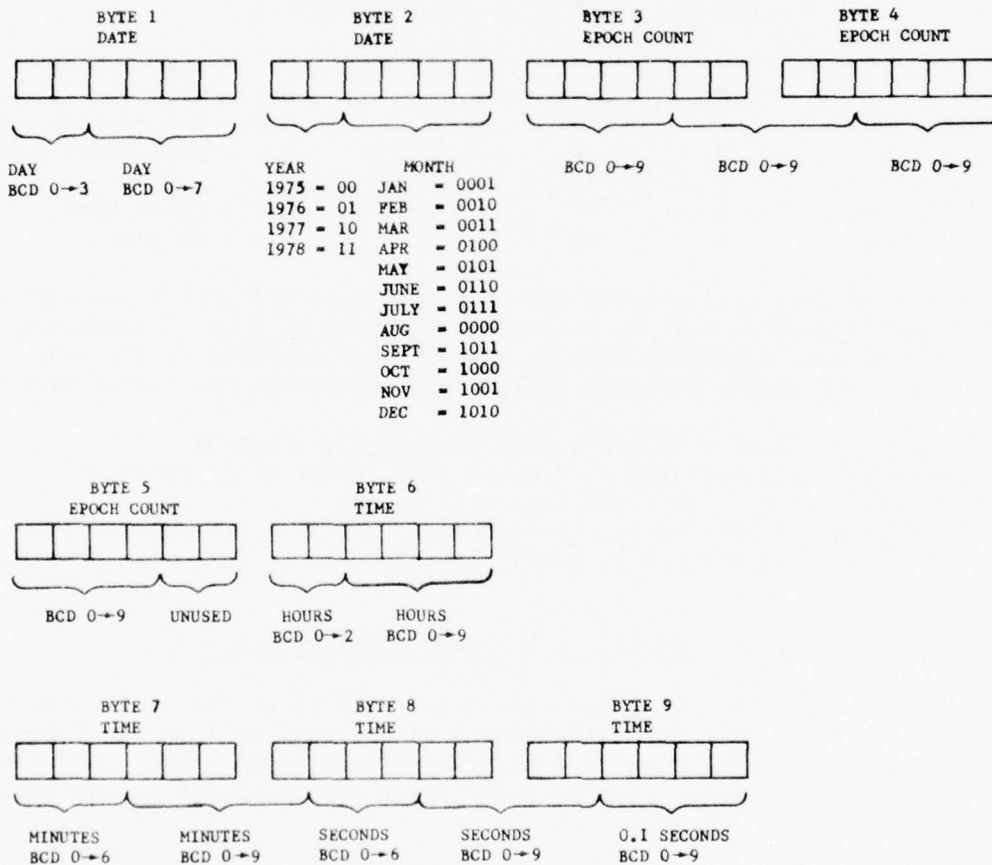 BYTE 1 BYTE 2 BYTE 3 BYTE 4
DATE DATE EPOCH COUNT EPOCH COUNT
DAY DAY YEAR MONTH BCD 0→9 BCD 0→9 BCD 0→9
BCD 0→3 BCD 0→7 1975 = 00 JAN = 0001
1976 = 01 FEB = 0010
1977 = 10 MAR = 0011
1978 = 11 APR = 0100
MAY = 0101
JUNE = 0110
JULY = 0111
AUG = 0000
SEPT = 1011
OCT = 1000
NOV = 1001
DEC = 1010
BYTE 5 BYTE 6
EPOCH COUNT TIME
BCD 0→9 UNUSED HOURS HOURS
BCD 0→2 BCD 0→9
BYTE 7 BYTE 8 BYTE 9
TIME TIME TIME
MINUTES MINUTES SECONDS SECONDS 0.1 SECONDS
BCD 0→6 BCD 0→9 BCD 0→6 BCD 0→9 BCD 0→9